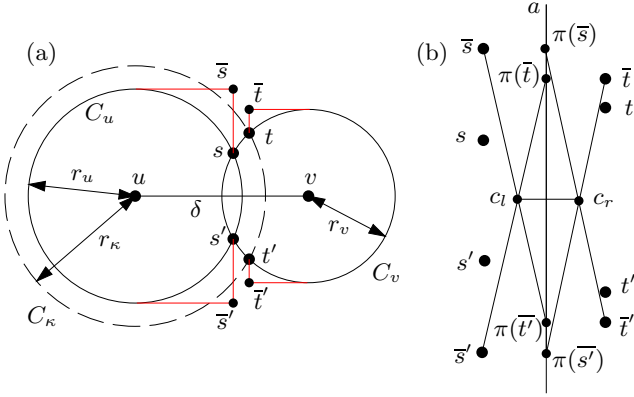 (a)
s̅
t̅
C_u
s
t
r_u
u
v
δ
r_κ
s′
t′
r_v
C_κ
C_v
s̅′
t̅′
(b)
a
s̅
π(s̅)
π(t̅)
t̅
t
s
c_l
c_r
s′
t′
π(t̅′)
t̅′
s̅′
π(s̅′)